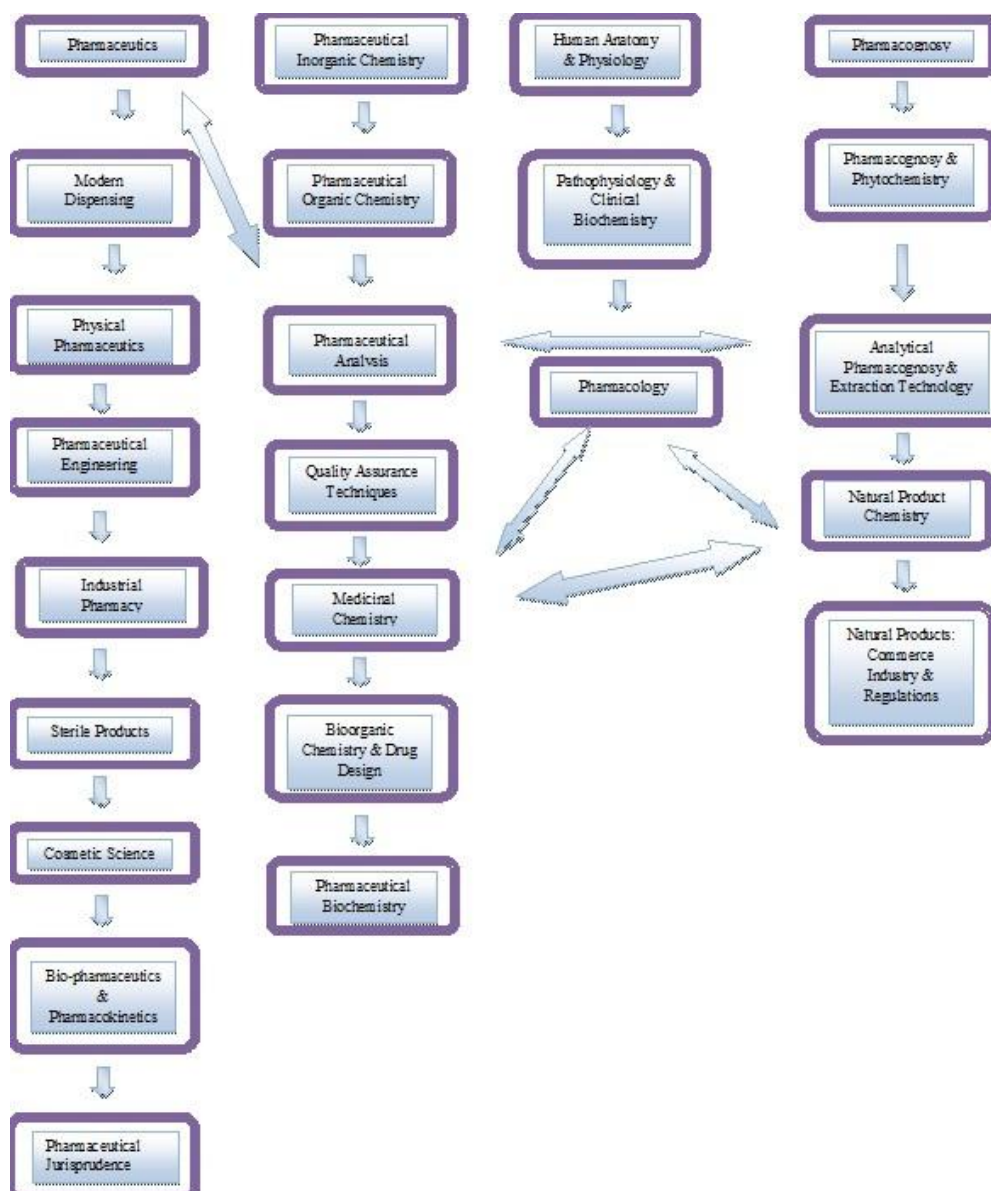 Pharmaceutics
Modern
Dispensing
Physical
Pharmaceutics
Pharmaceutical
Engineering
Industrial
Pharmacy
Sterile Products
Cosmetic Science
Bio-pharmaceutics
&
Pharmacokinetics
Pharmaceutical
Jurisprudence
Pharmaceutical
Inorganic Chemistry
Pharmaceutical
Organic Chemistry
Pharmaceutical
Analysis
Quality Assurance
Techniques
Medicinal
Chemistry
Bioorganic
Chemistry & Drug
Design
Pharmaceutical
Biochemistry
Human Anatomy
& Physiology
Pathophysiology &
Clinical
Biochemistry
Pharmacology
Pharmacognosy
Pharmacognosy &
Phytochemistry
Analytical
Pharmacognosy &
Extraction Technology
Natural Product
Chemistry
Natural Products:
Commerce
Industry &
Regulations